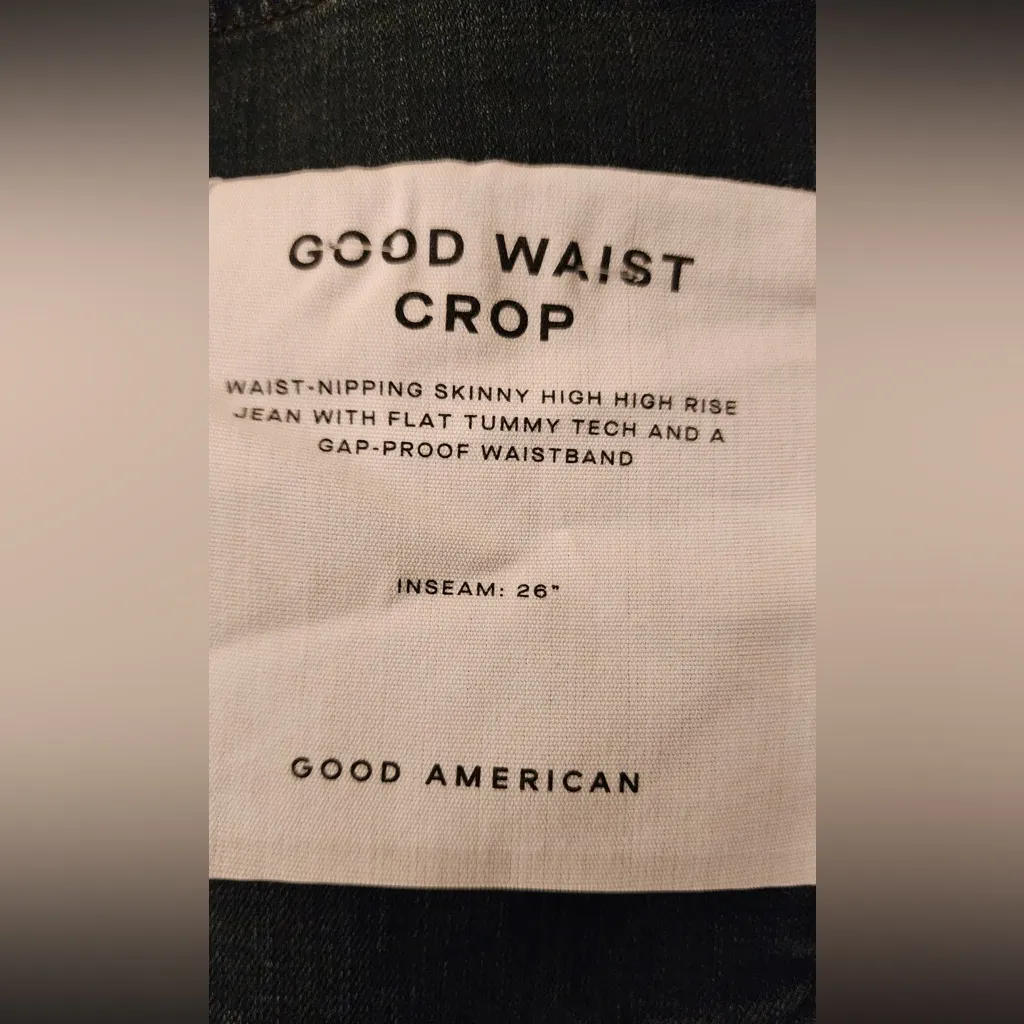 GOOD WAIST
CROP
WAIST-NIPPING SKINNY HIGH HIGH RISE
JEAN WITH FLAT TUMMY TECH AND A
GAP-PROOF WAISTBAND
INSEAM: 26"
GOOD AMERICAN